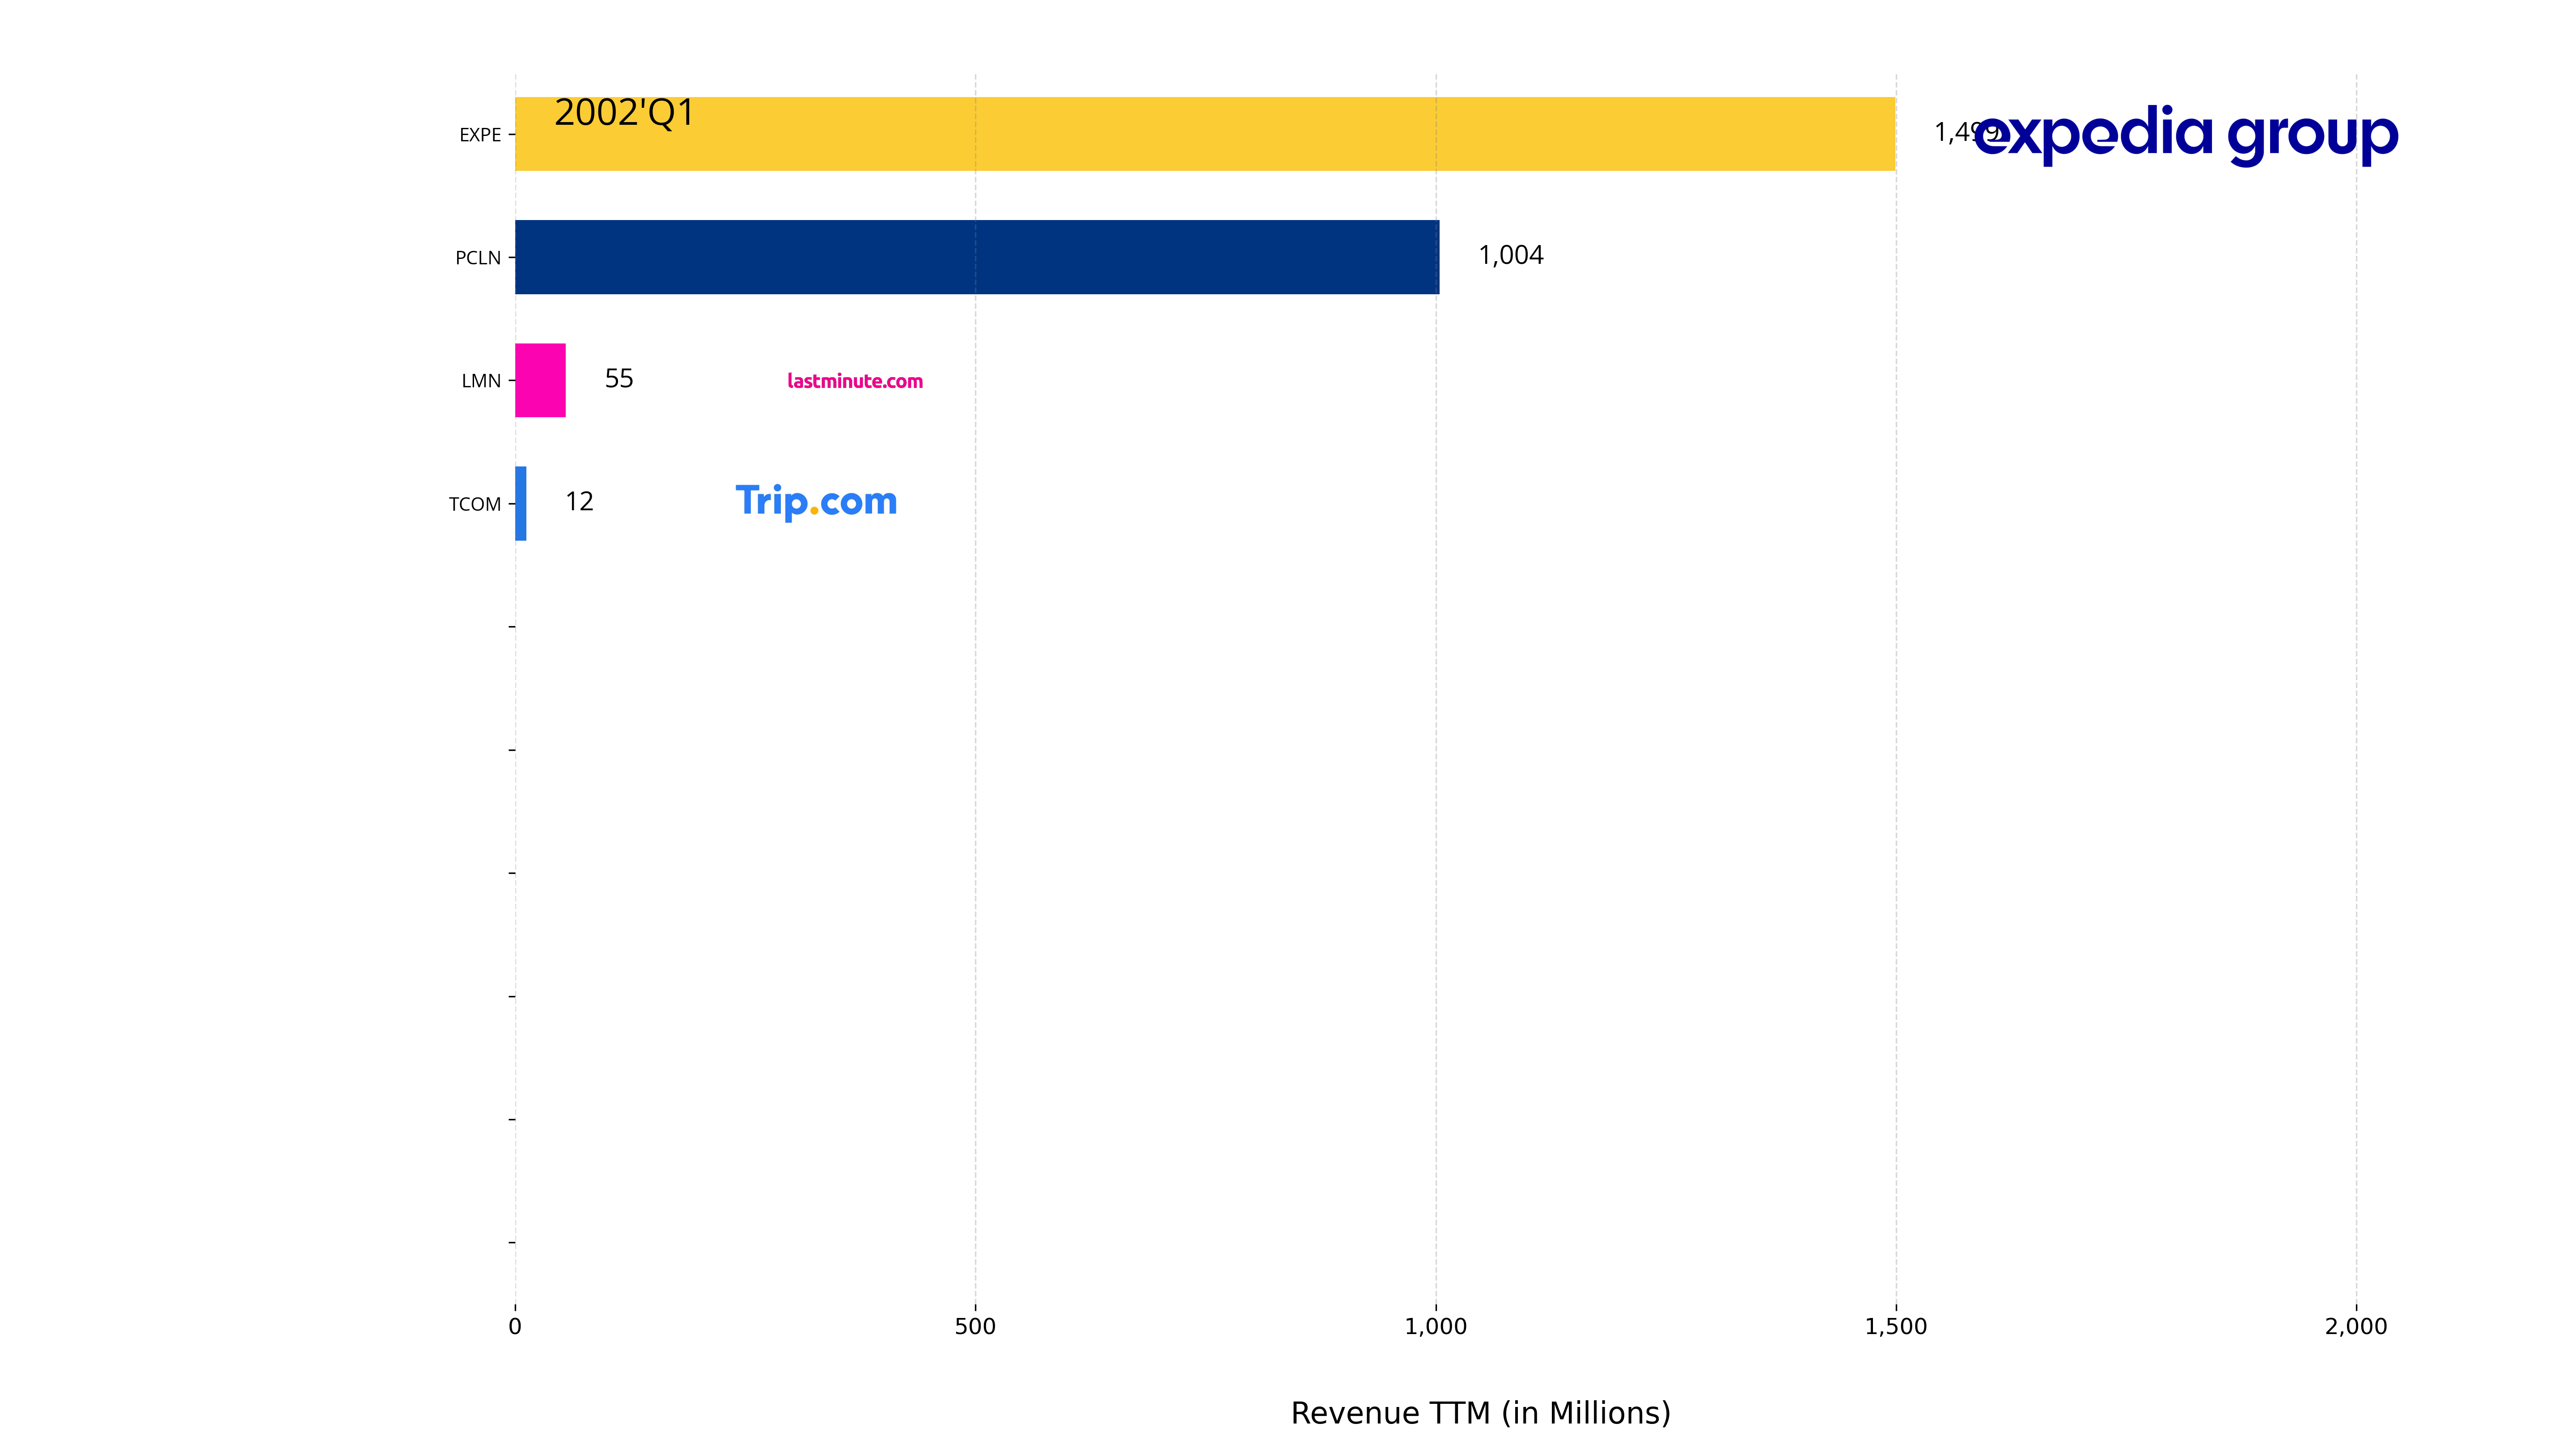 2002'Q1
EXPE 1,499 expedia group
PCLN 1,004
LMN 55 lastminute.com
TCOM 12 Trip.com
0 500 1,000 1,500 2,000
Revenue TTM (in Millions)